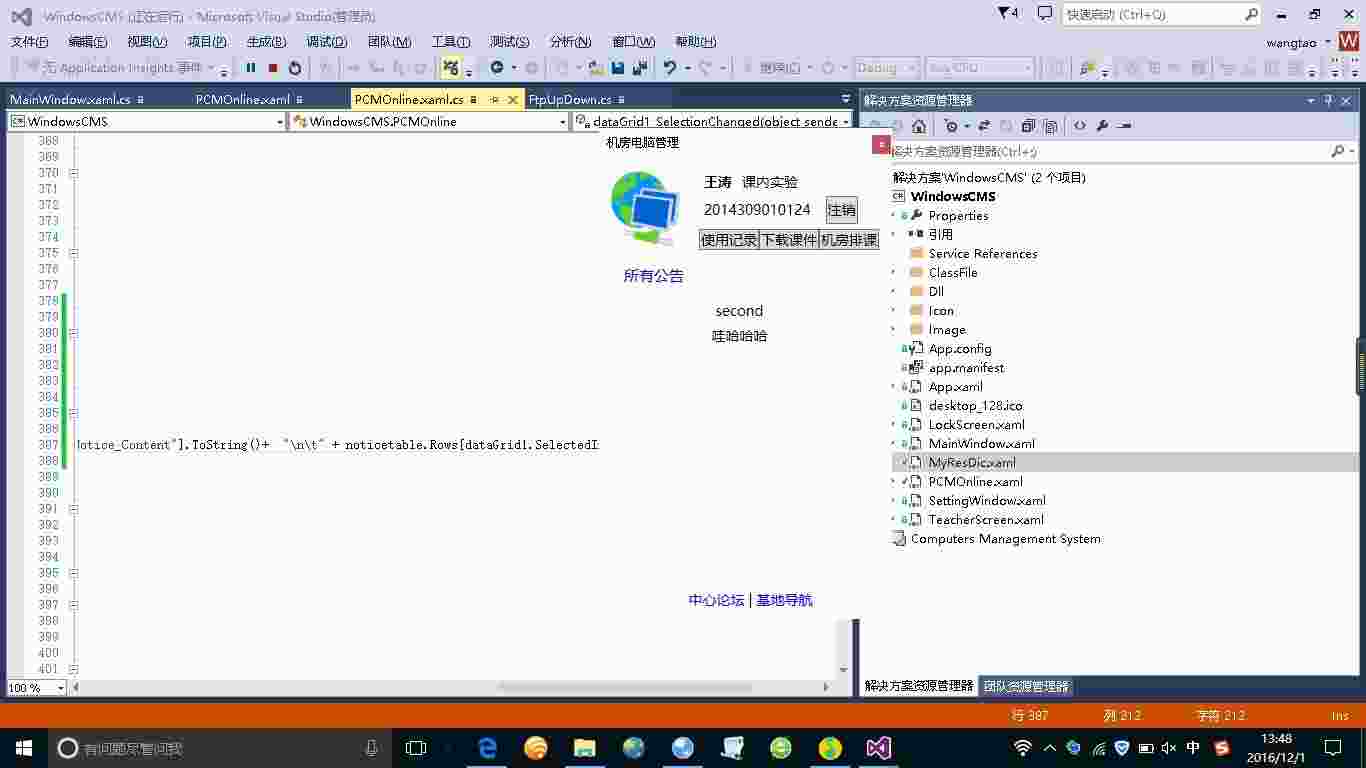 WindowsCMS (正在运行) - Microsoft Visual Studio(管理员)
4
快速启动 (Ctrl+Q)
文件(F) 编辑(E) 视图(V) 项目(P) 生成(B) 调试(D) 团队(M) 工具(T) 测试(S) 分析(N) 窗口(W) 帮助(H)
wangtao
W
无 Application Insights 事件
Debug
Any CPU
MainWindow.xaml.cs
PCMOnline.xaml
PCMOnline.xaml.cs
FtpUpDown.cs
解决方案资源管理器
WindowsCMS
WindowsCMS.PCMOnline
dataGrid1_SelectionChanged(object sende
机房电脑管理
解决方案资源管理器(Ctrl+;)
王涛 课内实验
2014309010124
注销
使用记录 下载课件 机房排课
所有公告
second
哇哈哈哈
中心论坛 | 基地导航
368
369
370
371
372
373
374
375
376
377
378
379
380
381
382
383
384
385
386
387
otice_Content"].ToString()+ "\n\t" + noticetable.Rows[dataGrid1.SelectedI
388
389
390
391
392
393
394
395
396
397
398
399
400
401
解决方案'WindowsCMS' (2 个项目)
WindowsCMS
Properties
引用
Service References
ClassFile
Dll
Icon
Image
App.config
app.manifest
App.xaml
desktop_128.ico
LockScreen.xaml
MainWindow.xaml
MyResDic.xaml
PCMOnline.xaml
SettingWindow.xaml
TeacherScreen.xaml
Computers Management System
100 %
解决方案资源管理器 团队资源管理器
行 387 列 212 字符 212 Ins
有问题尽管问我
中
13:48
2016/12/1